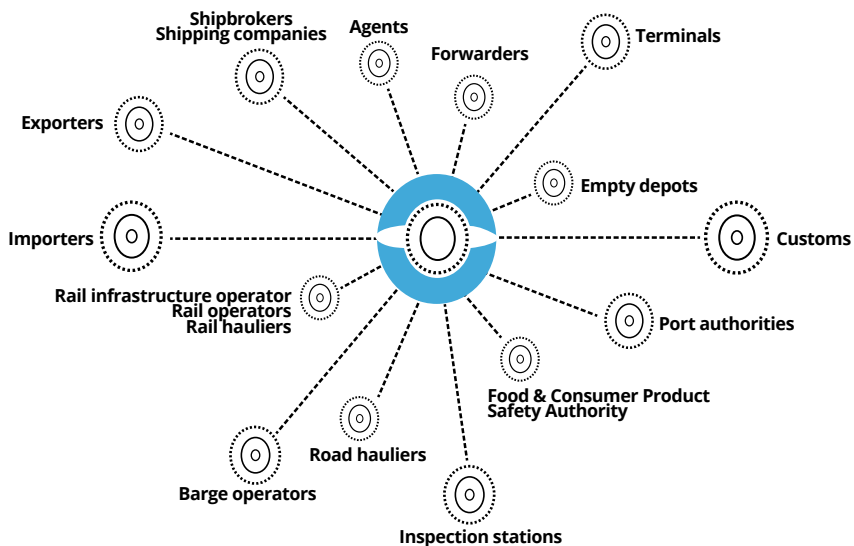 Shipbrokers
Shipping companies
Agents
Forwarders
Terminals
Exporters
Empty depots
Importers
Customs
Rail infrastructure operator
Rail operators
Rail hauliers
Port authorities
Food & Consumer Product
Safety Authority
Road hauliers
Barge operators
Inspection stations